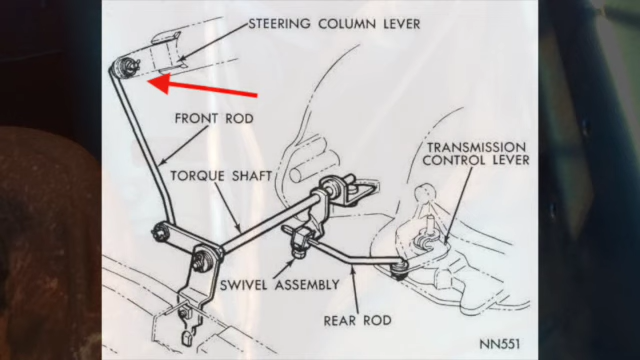 STEERING COLUMN LEVER
FRONT ROD
TRANSMISSION
CONTROL LEVER
TORQUE SHAFT
SWIVEL ASSEMBLY
REAR ROD
NN551